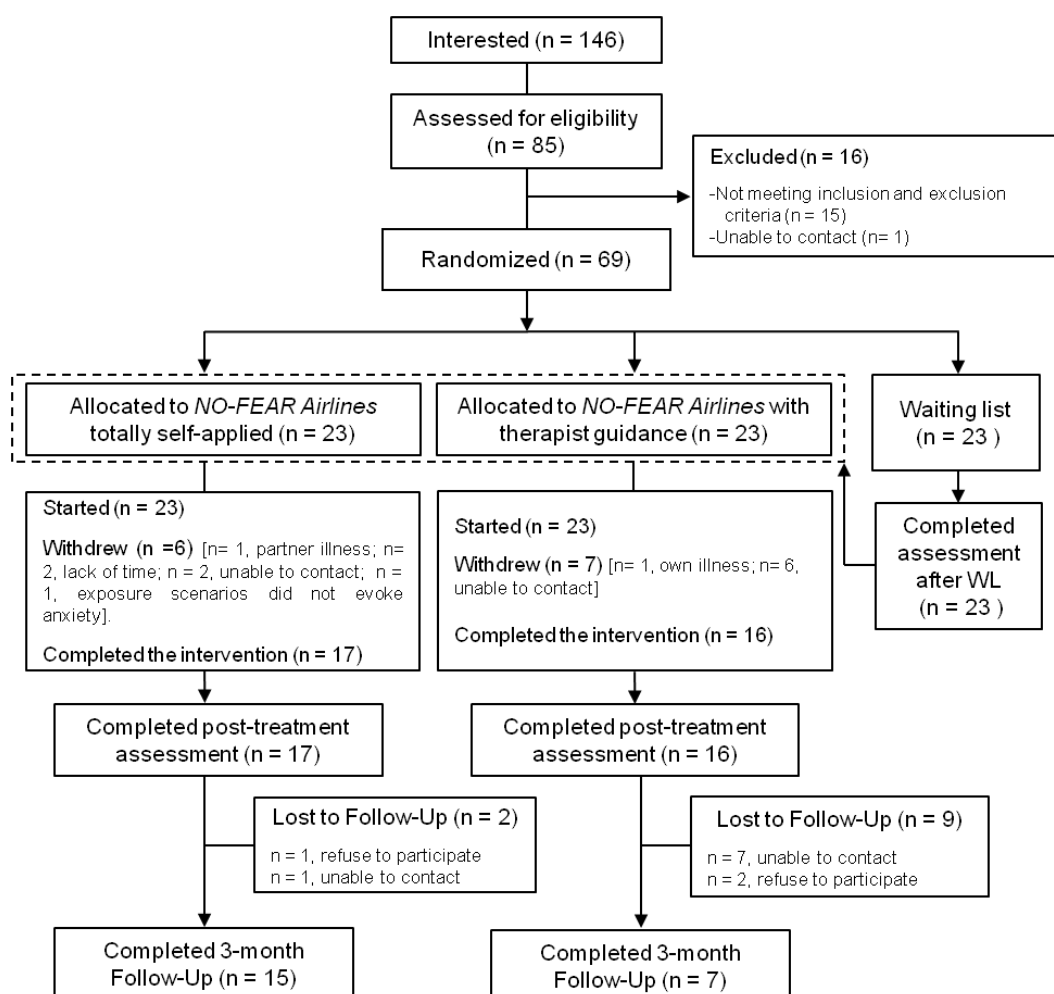 Interested (n = 146)
Assessed for eligibility
(n = 85)
Excluded (n = 16)
-Not meeting inclusion and exclusion
criteria (n = 15)
-Unable to contact (n= 1)
Randomized (n = 69)
Allocated to NO-FEAR Airlines
totally self-applied (n = 23)
Allocated to NO-FEAR Airlines with
therapist guidance (n = 23)
Waiting list
(n = 23 )
Started (n = 23)
Withdrew (n =6) [n= 1, partner illness; n=
2, lack of time; n = 2, unable to contact; n =
1, exposure scenarios did not evoke
anxiety].
Completed the intervention (n = 17)
Started (n = 23)
Withdrew (n = 7) [n= 1, own illness; n= 6,
unable to contact]
Completed the intervention (n = 16)
Completed
assessment
after WL
(n = 23 )
Completed post-treatment
assessment (n = 17)
Completed post-treatment
assessment (n = 16)
Lost to Follow-Up (n = 2)
n = 1, refuse to participate
n = 1, unable to contact
Lost to Follow-Up (n = 9)
n = 7, unable to contact
n = 2, refuse to participate
Completed 3-month
Follow-Up (n = 15)
Completed 3-month
Follow-Up (n = 7)